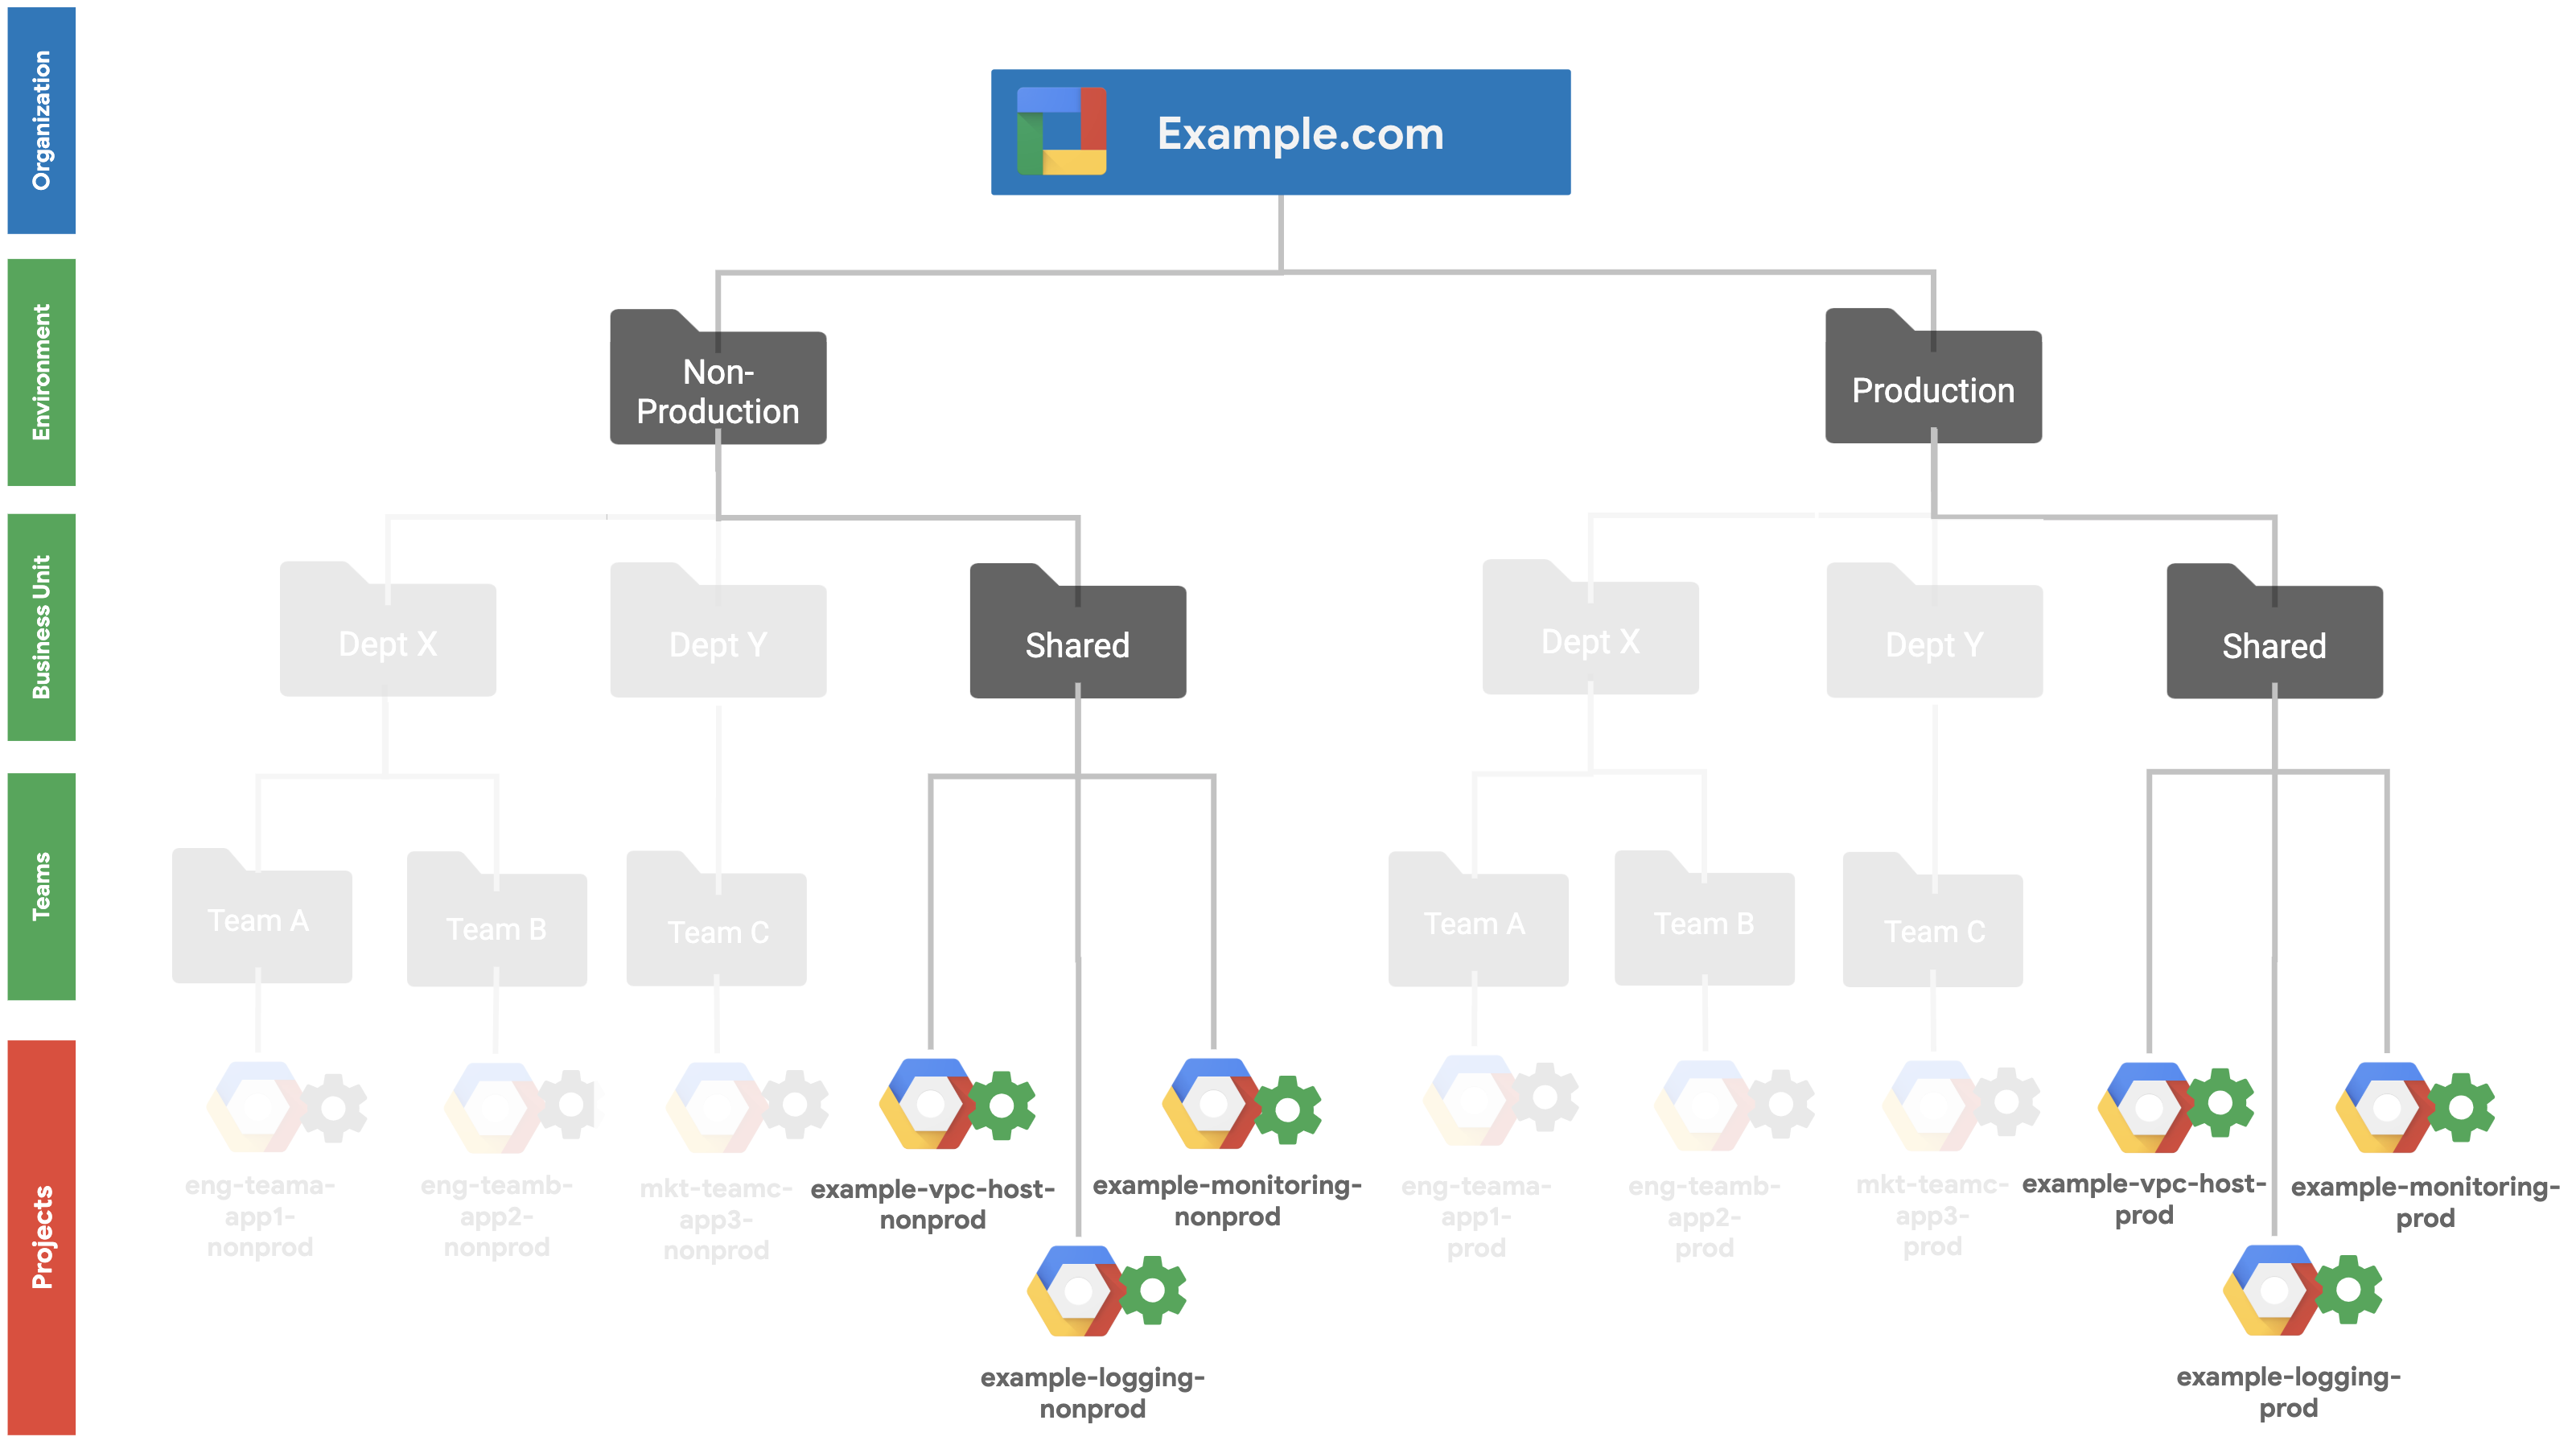 Organization
Example.com
Environment
Non-
Production
Production
Business Unit
Dept X
Dept Y
Shared
Dept X
Dept Y
Shared
Teams
Team A
Team B
Team C
Team A
Team B
Team C
Projects
eng-teama-
app1-
nonprod
eng-teamb-
app2-
nonprod
mkt-teamc-
app3-
nonprod
example-vpc-host-
nonprod
example-monitoring-
nonprod
example-logging-
nonprod
eng-teama-
app1-
prod
eng-teamb-
app2-
prod
mkt-teamc-
app3-
prod
example-vpc-host-
prod
example-monitoring-
prod
example-logging-
prod